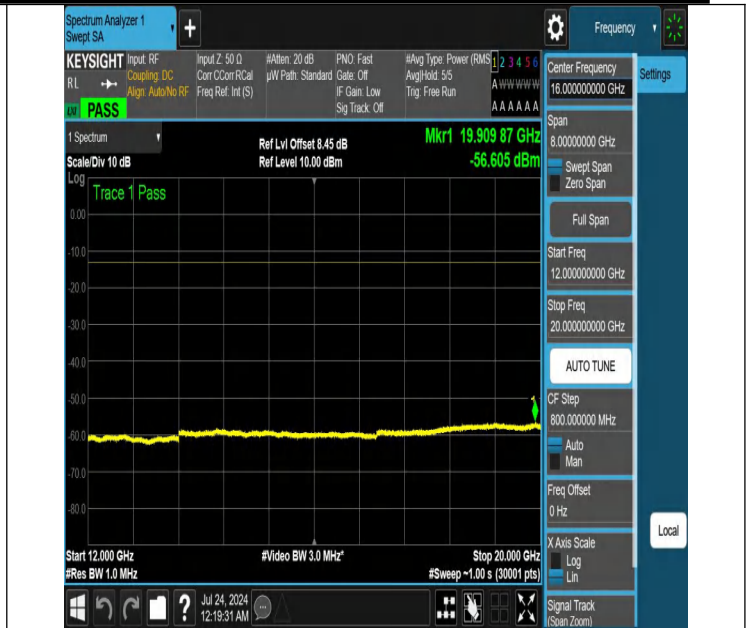 Spectrum Analyzer 1
Swept SA
+
Frequency
KEYSIGHT
RL
LXI
PASS
Input: RF
Coupling: DC
Align: Auto/No RF
Input Z: 50 Ω
Corr CCorr RCal
Freq Ref: Int (S)
#Atten: 20 dB
µW Path: Standard
PNO: Fast
Gate: Off
IF Gain: Low
Sig Track: Off
#Avg Type: Power (RMS
Avg|Hold: 5/5
Trig: Free Run
1 2 3 4 5 6
A W W W W W
A A A A A A
1 Spectrum
Scale/Div 10 dB
Ref Lvl Offset 8.45 dB
Ref Level 10.00 dBm
Mkr1 19.909 87 GHz
-56.605 dBm
Log
Trace 1 Pass
0.00
-10.0
-20.0
-30.0
-40.0
-50.0
-60.0
-70.0
-80.0
1
Start 12.000 GHz
#Res BW 1.0 MHz
#Video BW 3.0 MHz*
Stop 20.000 GHz
#Sweep ~1.00 s (30001 pts)
Center Frequency
16.000000000 GHz
Settings
Span
8.00000000 GHz
Swept Span
Zero Span
Full Span
Start Freq
12.000000000 GHz
Stop Freq
20.000000000 GHz
AUTO TUNE
CF Step
800.000000 MHz
Auto
Man
Freq Offset
0 Hz
X Axis Scale
Log
Lin
Local
Signal Track
(Span Zoom)
?
Jul 24, 2024
12:19:31 AM